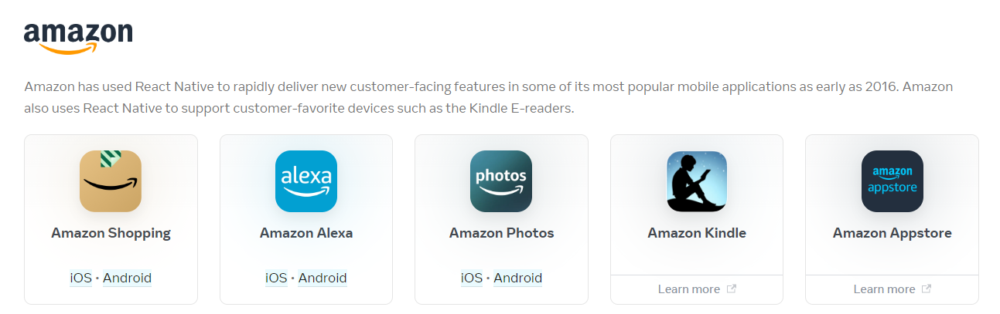 amazon
Amazon has used React Native to rapidly deliver new customer-facing features in some of its most popular mobile applications as early as 2016. Amazon
also uses React Native to support customer-favorite devices such as the Kindle E-readers.
alexa
photos
amazon
appstore
Amazon Shopping
Amazon Alexa
Amazon Photos
Amazon Kindle
Amazon Appstore
iOS • Android
iOS • Android
iOS • Android
Learn more
Learn more